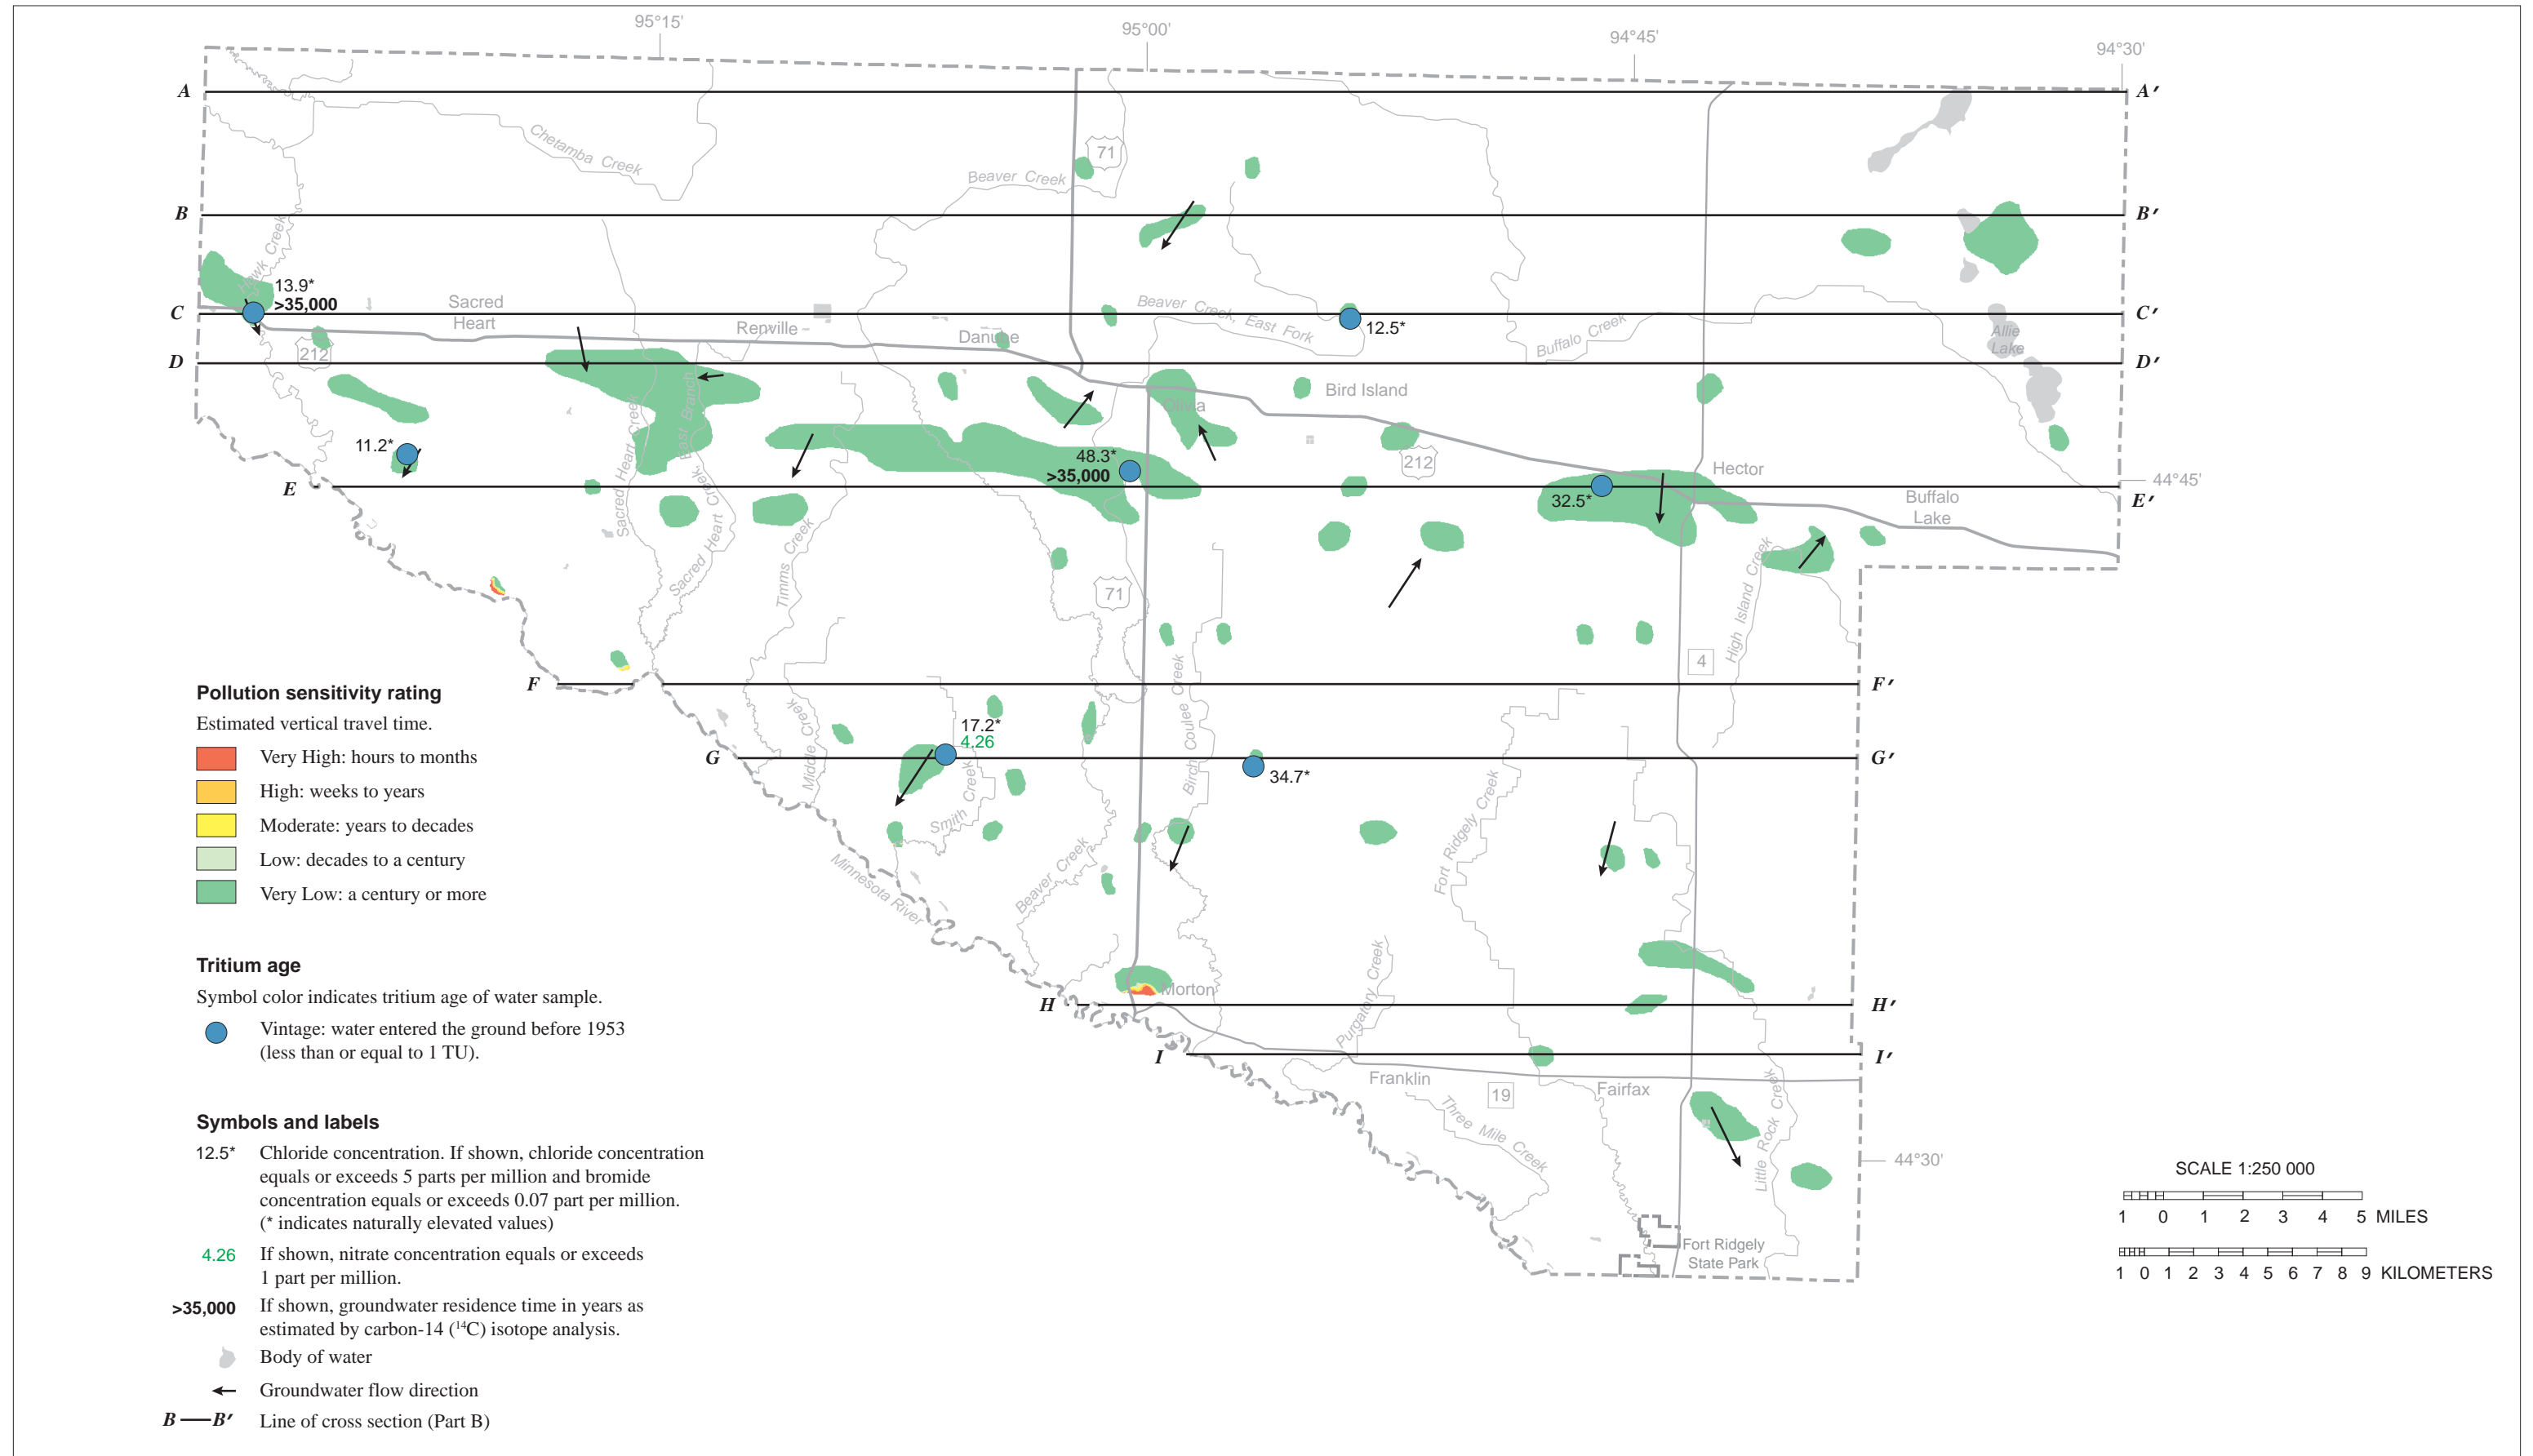 95°15'
95°00'
94°45'
94°30'
A
A′
Chetamba Creek
71
Beaver Creek
B
B′
Hawk Creek
13.9*
>35,000
C
Sacred
Heart
Renville
Danube
Beaver Creek, East Fork
12.5*
Buffalo Creek
Allie
Lake
C′
212
D
D′
Bird Island
Olivia
Sacred Heart Creek
Sacred Heart Creek, East Branch
11.2*
48.3*
>35,000
212
Hector
44°45'
E
32.5*
Buffalo
Lake
E′
Timms Creek
71
High Island Creek
4
Birch Coulee Creek
F
F′
Middle Creek
17.2*
4.26
G
34.7*
G′
Smith Creek
Fort Ridgely Creek
Minnesota River
Beaver Creek
Purgatory Creek
Morton
H
H′
I
I′
Franklin
19
Fairfax
Three Mile Creek
Little Rock Creek
44°30'
Fort Ridgely
State Park
Pollution sensitivity rating
Estimated vertical travel time.
Very High: hours to months
High: weeks to years
Moderate: years to decades
Low: decades to a century
Very Low: a century or more
Tritium age
Symbol color indicates tritium age of water sample.
Vintage: water entered the ground before 1953
(less than or equal to 1 TU).
Symbols and labels
12.5* Chloride concentration. If shown, chloride concentration
equals or exceeds 5 parts per million and bromide
concentration equals or exceeds 0.07 part per million.
(* indicates naturally elevated values)
4.26 If shown, nitrate concentration equals or exceeds
1 part per million.
>35,000 If shown, groundwater residence time in years as
estimated by carbon-14 (¹⁴C) isotope analysis.
Body of water
Groundwater flow direction
B — B′ Line of cross section (Part B)
SCALE 1:250 000
1 0 1 2 3 4 5 MILES
1 0 1 2 3 4 5 6 7 8 9 KILOMETERS